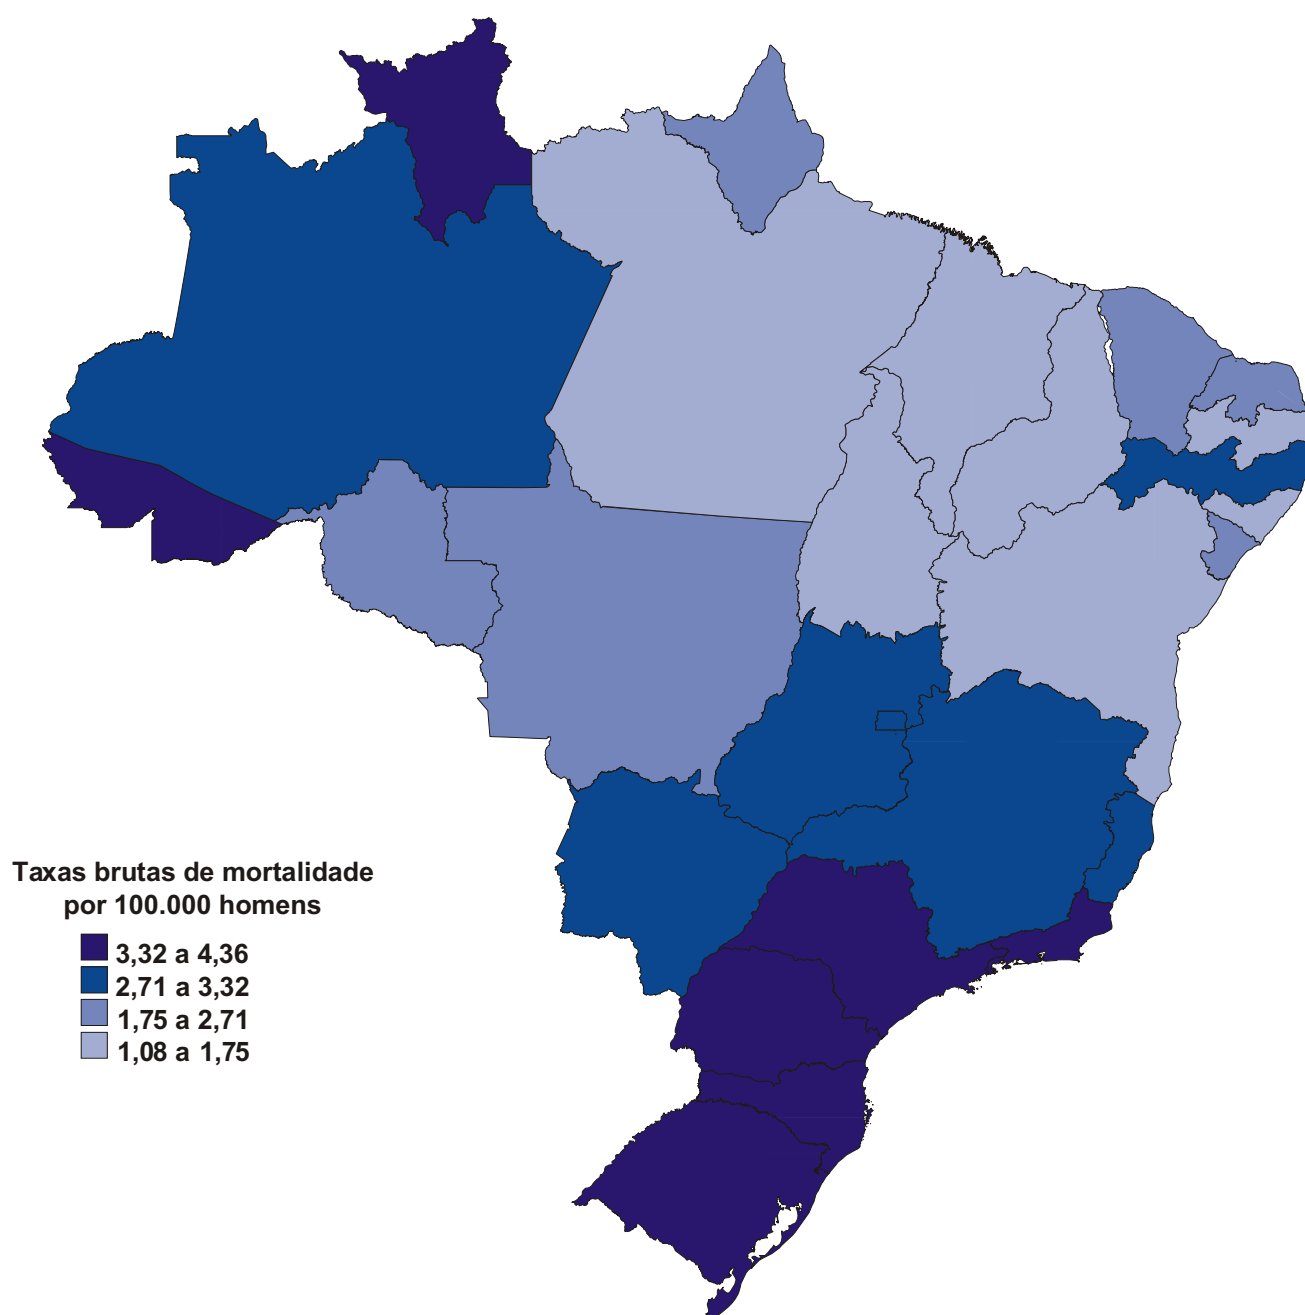 Taxas brutas de mortalidade
por 100.000 homens
3,32 a 4,36
2,71 a 3,32
1,75 a 2,71
1,08 a 1,75